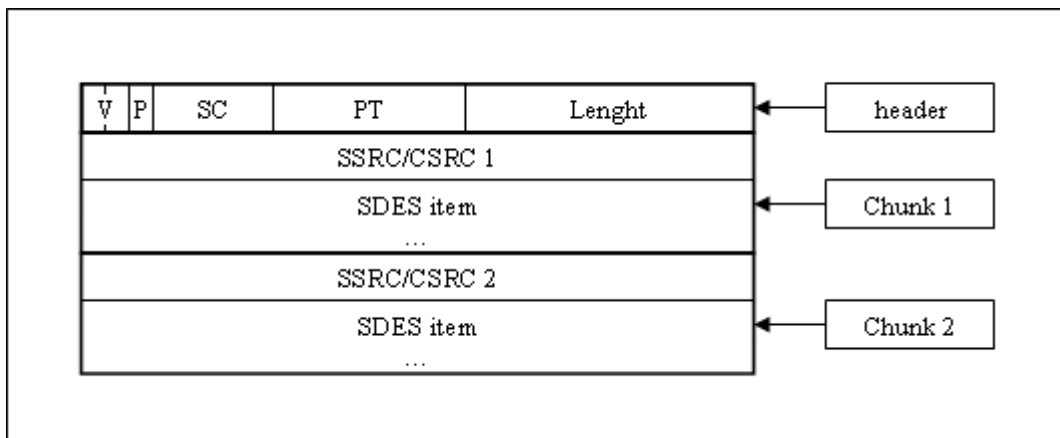 V P SC PT Lenght header
SSRC/CSRC 1
SDES item Chunk 1
...
SSRC/CSRC 2
SDES item Chunk 2
...